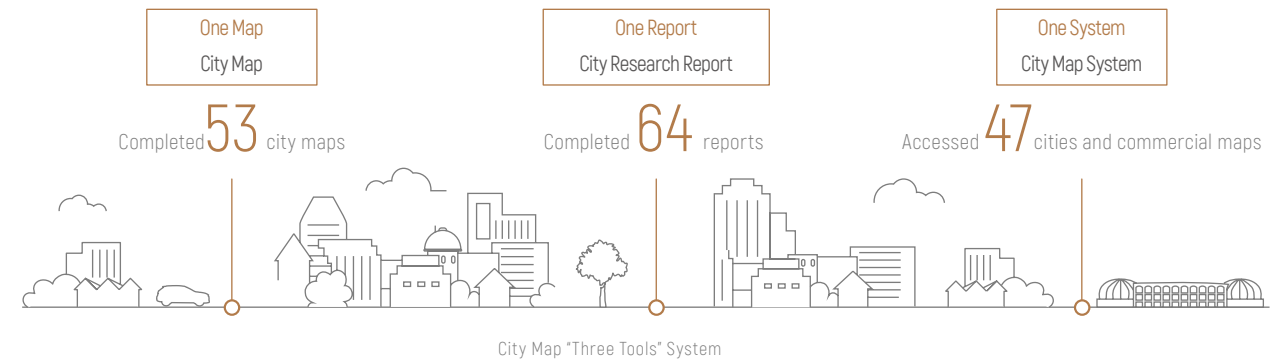 One Map
City Map
Completed 53 city maps
One Report
City Research Report
Completed 64 reports
One System
City Map System
Accessed 47 cities and commercial maps
City Map "Three Tools" System